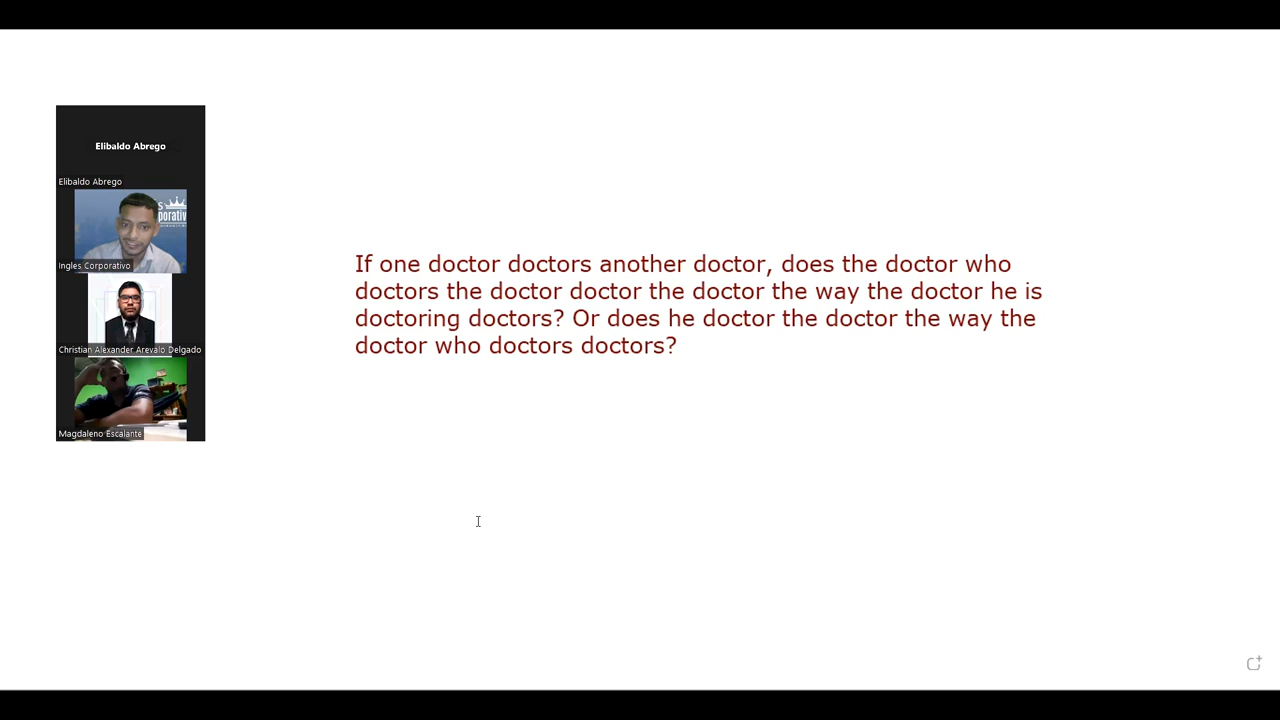 Elibaldo Abrego
Elibaldo Abrego
Ingles Corporativo
Christian Alexander Arevalo Delgado
Magdaleno Escalante
If one doctor doctors another doctor, does the doctor who
doctors the doctor doctor the doctor the way the doctor he is
doctoring doctors? Or does he doctor the doctor the way the
doctor who doctors doctors?